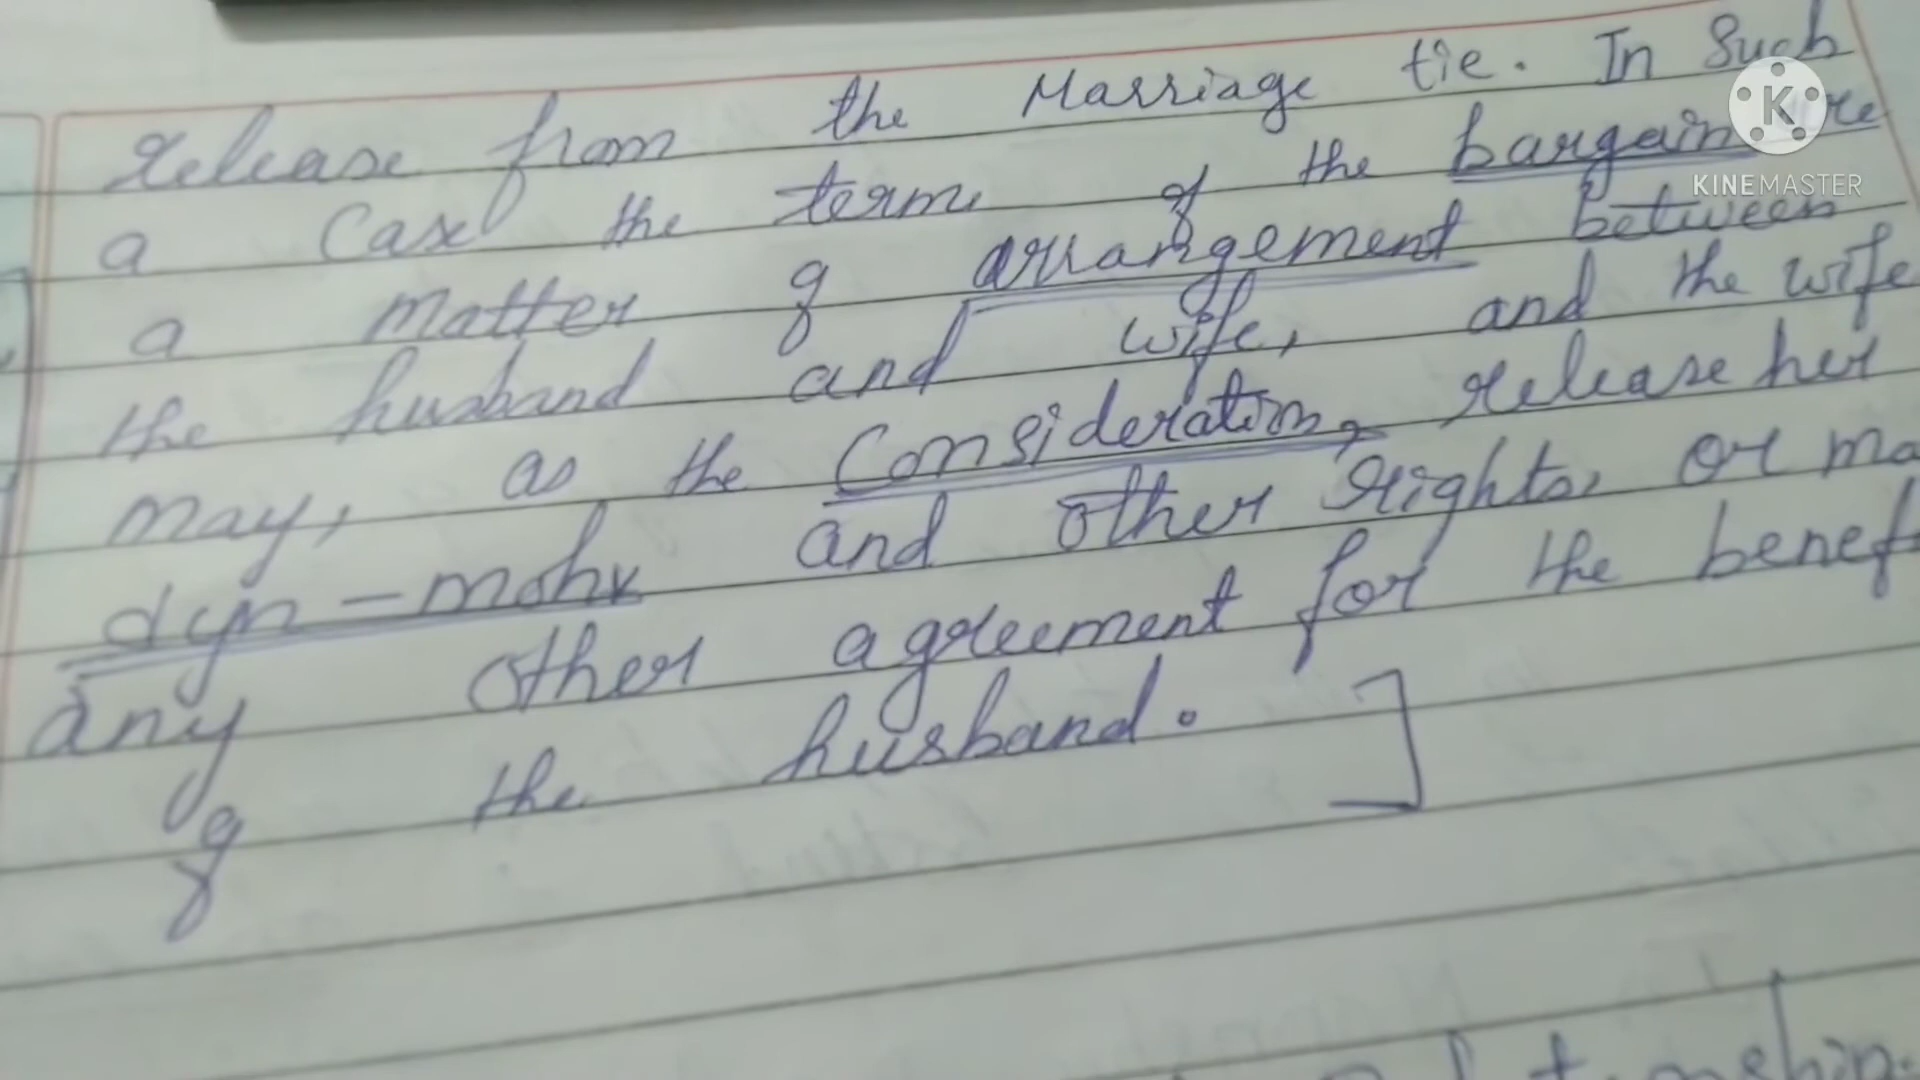 release from the Marriage tie. In Such
a Case the terms of the bargain are
a matter of arrangement between
the husband and wife, and the wife
may, as the Consideration, release her
dyn-mohr and other rights, or ma
any other agreement for the benefit
of the husband.
KINEMASTER